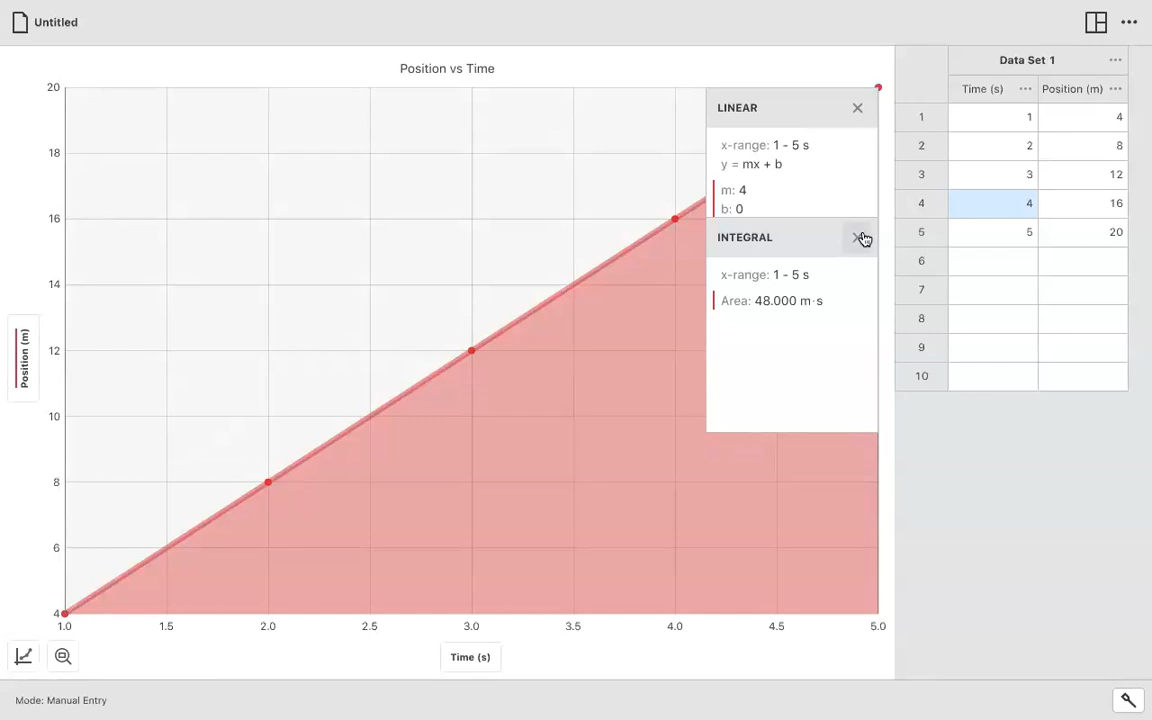 Untitled
Position vs Time
20
18
16
14
12
10
8
6
4
1.0 1.5 2.0 2.5 3.0 3.5 4.0 4.5 5.0
Position (m)
Time (s)
LINEAR
x-range: 1 - 5 s
y = mx + b
m: 4
b: 0
INTEGRAL
x-range: 1 - 5 s
Area: 48.000 m·s
Data Set 1 ···
Time (s) ··· Position (m) ···
1 1 4
2 2 8
3 3 12
4 4 16
5 5 20
6
7
8
9
10
Mode: Manual Entry